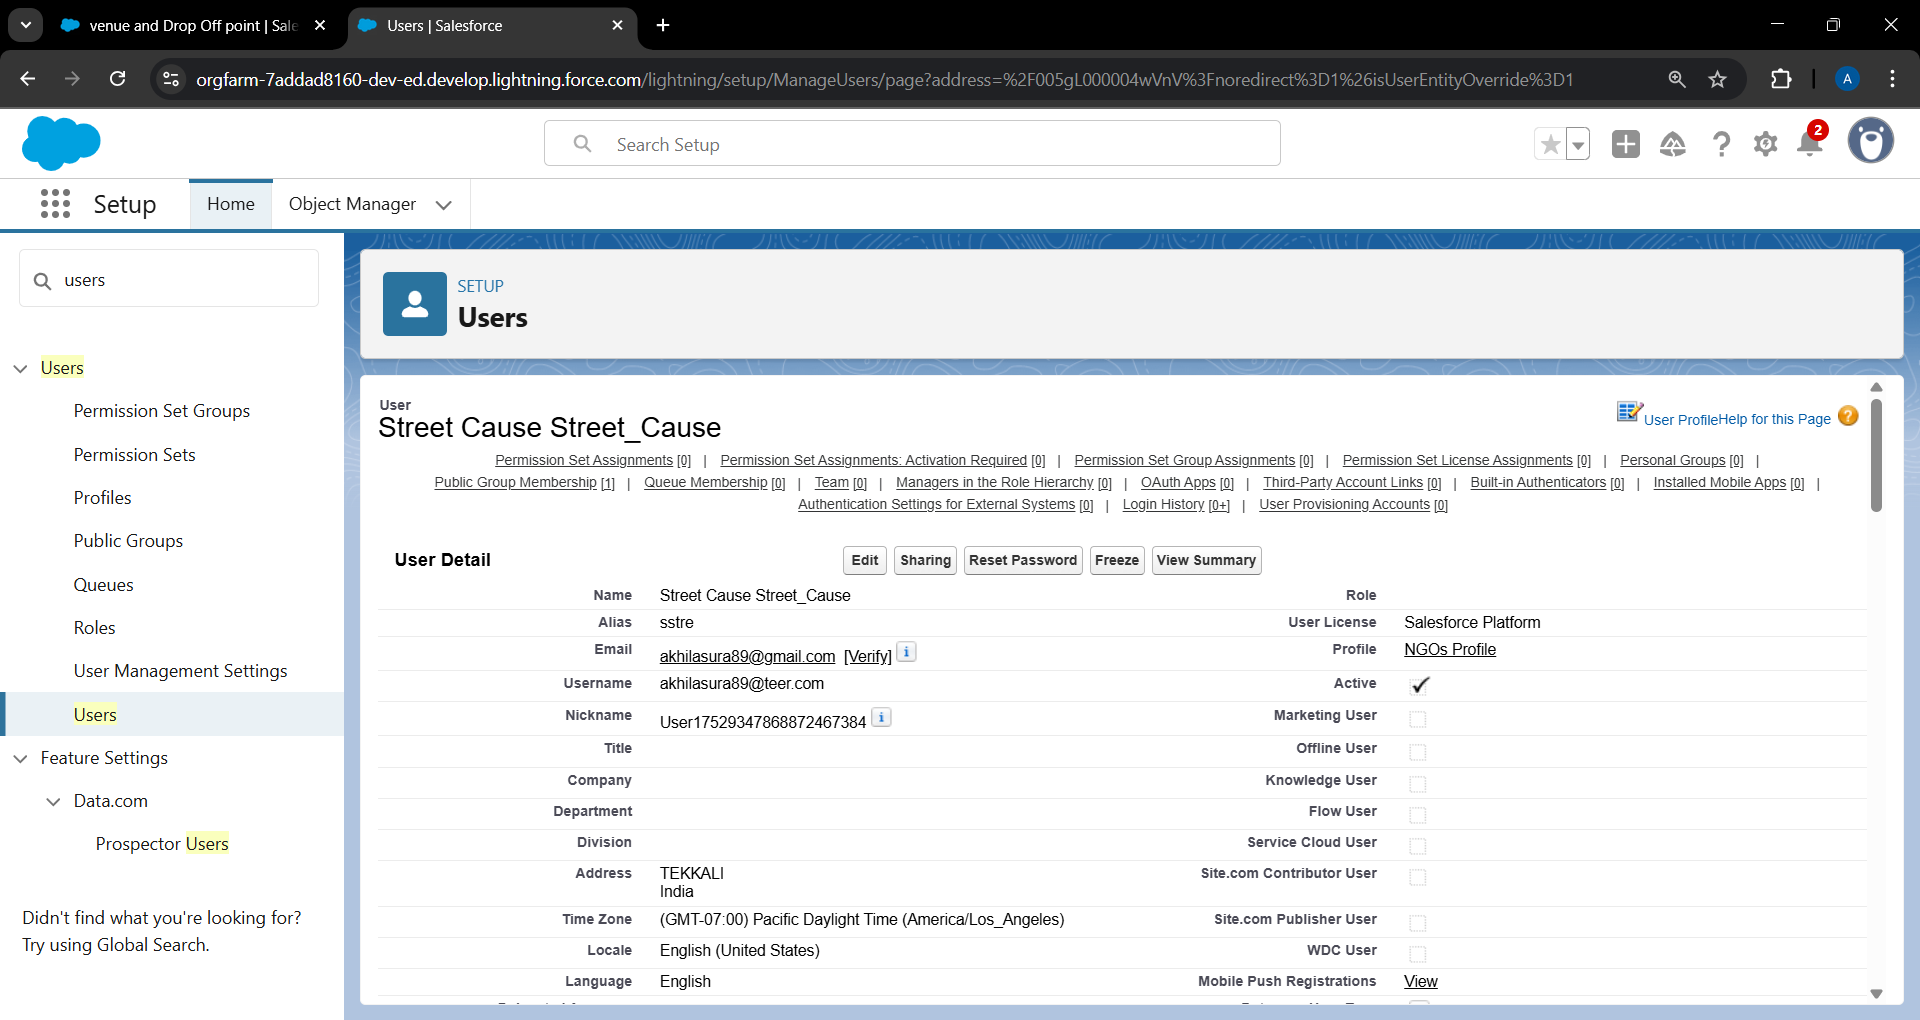 venue and Drop Off point | Sale
Users | Salesforce
orgfarm-7addad8160-dev-ed.develop.lightning.force.com/lightning/setup/ManageUsers/page?address=%2F005gL000004wVnV%3Fnoredirect%3D1%26isUserEntityOverride%3D1
A
Search Setup
2
Setup
Home
Object Manager
users
SETUP
Users
Users
Permission Set Groups
Permission Sets
Profiles
Public Groups
Queues
Roles
User Management Settings
Users
Feature Settings
Data.com
Prospector Users
Didn't find what you're looking for?
Try using Global Search.
User
Street Cause Street_Cause
User Profile Help for this Page ?
Permission Set Assignments [0] | Permission Set Assignments: Activation Required [0] | Permission Set Group Assignments [0] | Permission Set License Assignments [0] | Personal Groups [0] |
Public Group Membership [1] | Queue Membership [0] | Team [0] | Managers in the Role Hierarchy [0] | OAuth Apps [0] | Third-Party Account Links [0] | Built-in Authenticators [0] | Installed Mobile Apps [0] |
Authentication Settings for External Systems [0] | Login History [0+] | User Provisioning Accounts [0]
User Detail
Edit Sharing Reset Password Freeze View Summary
Name Street Cause Street_Cause Role
Alias sstre User License Salesforce Platform
Email akhilasura89@gmail.com [Verify] i Profile NGOs Profile
Username akhilasura89@teer.com Active
Nickname User17529347868872467384 i Marketing User
Title Offline User
Company Knowledge User
Department Flow User
Division Service Cloud User
Address TEKKALI Site.com Contributor User
India
Time Zone (GMT-07:00) Pacific Daylight Time (America/Los_Angeles) Site.com Publisher User
Locale English (United States) WDC User
Language English Mobile Push Registrations View